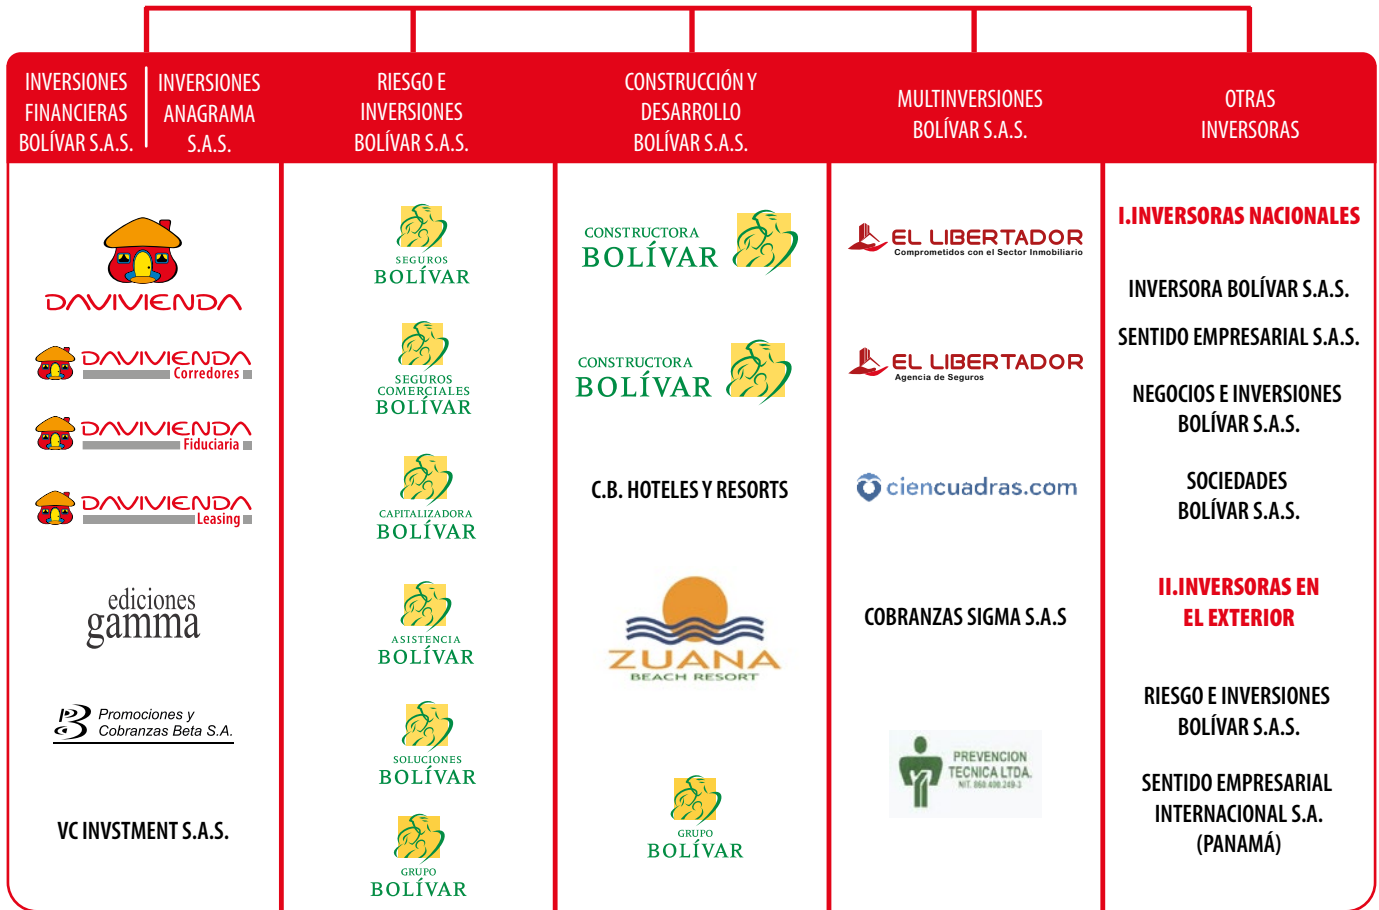 INVERSIONES
FINANCIERAS
BOLÍVAR S.A.S.
INVERSIONES
ANAGRAMA
S.A.S.
RIESGO E
INVERSIONES
BOLÍVAR S.A.S.
CONSTRUCCIÓN Y
DESARROLLO
BOLÍVAR S.A.S.
MULTINVERSIONES
BOLÍVAR S.A.S.
OTRAS
INVERSORAS
DAVIVIENDA
DAVIVIENDA
Corredores
DAVIVIENDA
Fiduciaria
DAVIVIENDA
Leasing
ediciones
gamma
Promociones y
Cobranzas Beta S.A.
VC INVSTMENT S.A.S.
SEGUROS
BOLÍVAR
SEGUROS
COMERCIALES
BOLÍVAR
CAPITALIZADORA
BOLÍVAR
ASISTENCIA
BOLÍVAR
SOLUCIONES
BOLÍVAR
GRUPO
BOLÍVAR
CONSTRUCTORA
BOLÍVAR
CONSTRUCTORA
BOLÍVAR
C.B. HOTELES Y RESORTS
ZUANA
BEACH RESORT
GRUPO
BOLÍVAR
EL LIBERTADOR
Comprometidos con el Sector Inmobiliario
EL LIBERTADOR
Agencia de Seguros
ciencuadras.com
COBRANZAS SIGMA S.A.S
PREVENCION
TECNICA LTDA.
NIT.
I.INVERSORAS NACIONALES
INVERSORA BOLÍVAR S.A.S.
SENTIDO EMPRESARIAL S.A.S.
NEGOCIOS E INVERSIONES
BOLÍVAR S.A.S.
SOCIEDADES
BOLÍVAR S.A.S.
II.INVERSORAS EN
EL EXTERIOR
RIESGO E INVERSIONES
BOLÍVAR S.A.S.
SENTIDO EMPRESARIAL
INTERNACIONAL S.A.
(PANAMÁ)